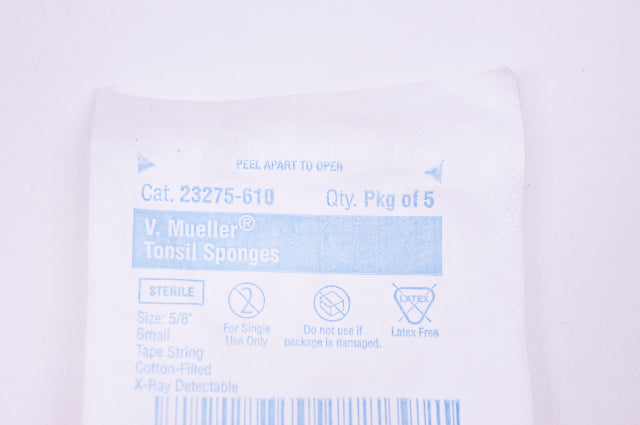 PEEL APART TO OPEN
Cat. 23275-610 Qty. Pkg of 5
V. Mueller®
Tonsil Sponges
STERILE
2
LATEX
Size: 5/8"
Small
Tape String
Cotton-Filled
X-Ray Detectable
For Single
Use Only
Do not use if
package is damaged.
Latex Free